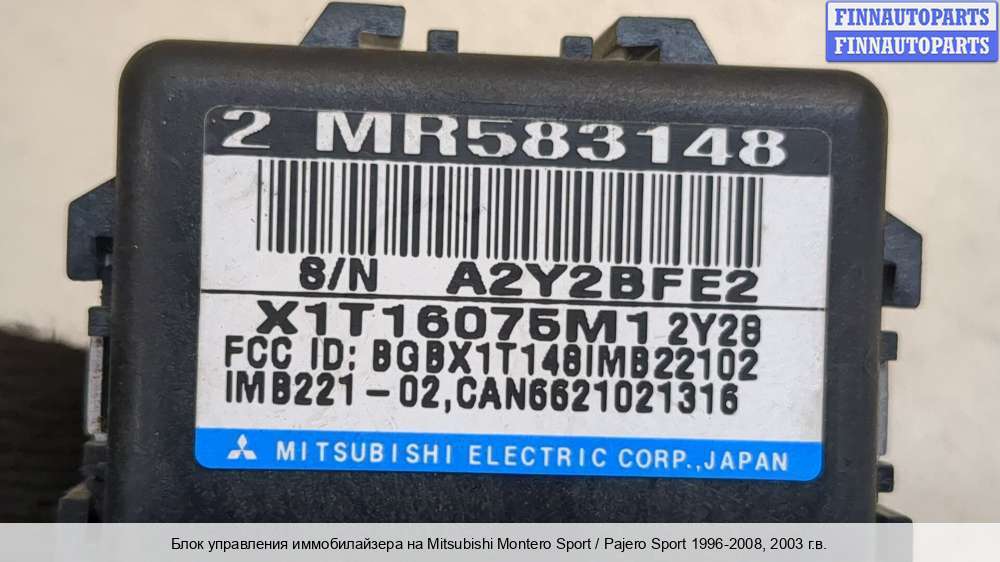 FINNAUTOPARTS
FINNAUTOPARTS
2 MR583148
S/N A2Y2BFE2
X1T16075M1 2Y28
FCC ID: BGBX1T148IMB22102
IMB221-02,CAN6621021316
MITSUBISHI ELECTRIC CORP.,JAPAN
Блок управления иммобилайзера на Mitsubishi Montero Sport / Pajero Sport 1996-2008, 2003 г.в.